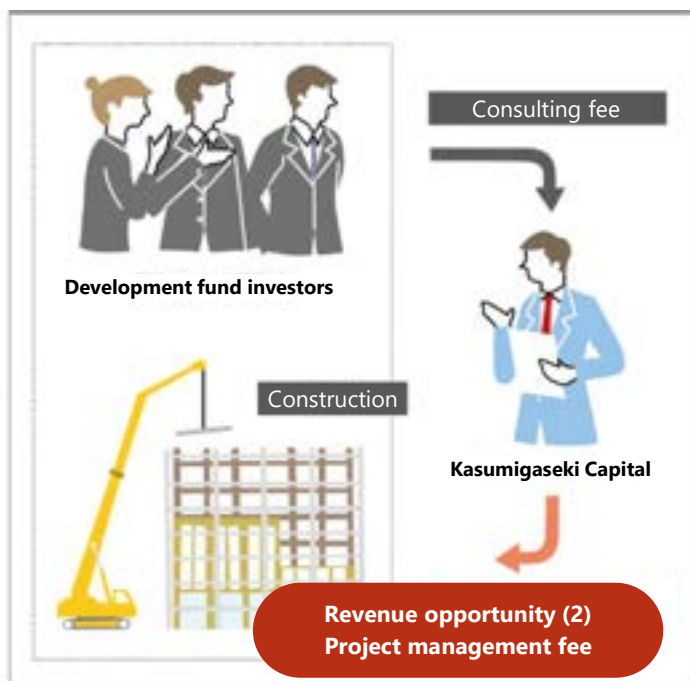 Consulting fee
Development fund investors
Construction
Kasumigaseki Capital
Revenue opportunity (2)
Project management fee